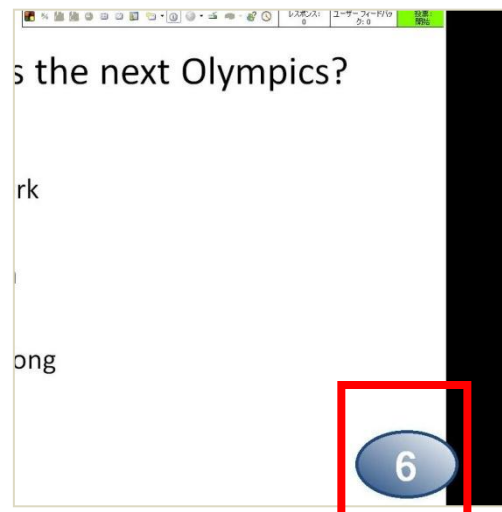 レスポンス: ユーザー フィードバッ 投票:
0 ク: 0 開始
s the next Olympics?
rk
ong
6